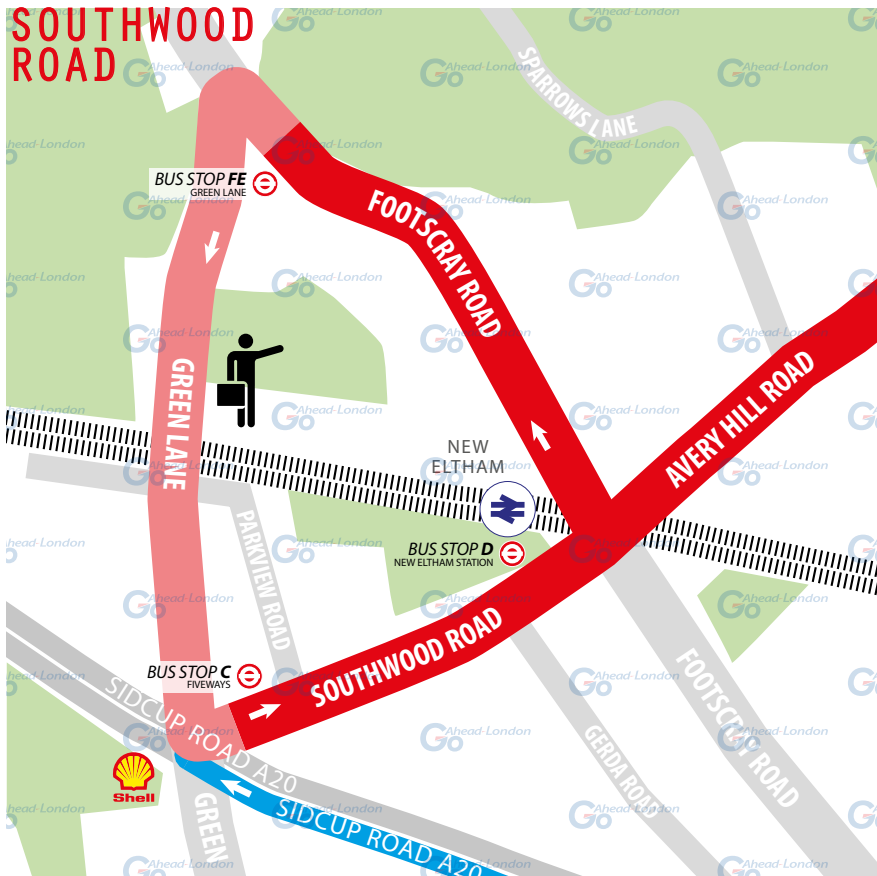 SOUTHWOOD
ROAD
SPARROWS LANE
BUS STOP FE
GREEN LANE
FOOTSCRAY ROAD
GREEN LANE
AVERY HILL ROAD
NEW
ELTHAM
PARKVIEW ROAD
BUS STOP D
NEW ELTHAM STATION
SOUTHWOOD ROAD
BUS STOP C
FIVEWAYS
SIDCUP ROAD A20
FOOTSCRAY ROAD
GERDA ROAD
Shell
GREEN
SIDCUP ROAD A20
Go Ahead-London